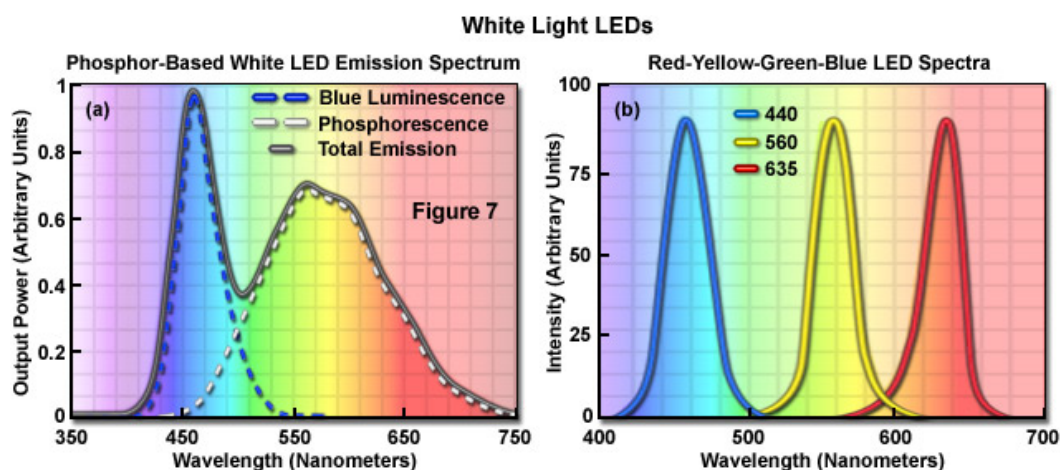 White Light LEDs
Phosphor-Based White LED Emission Spectrum
1
0.8
0.6
0.4
0.2
0
Output Power (Arbitrary Units)
(a)
Blue Luminescence
Phosphorescence
Total Emission
Figure 7
350 450 550 650 750
Wavelength (Nanometers)
Red-Yellow-Green-Blue LED Spectra
100
75
50
25
0
Intensity (Arbitrary Units)
(b)
440
560
635
400 500 600 700
Wavelength (Nanometers)